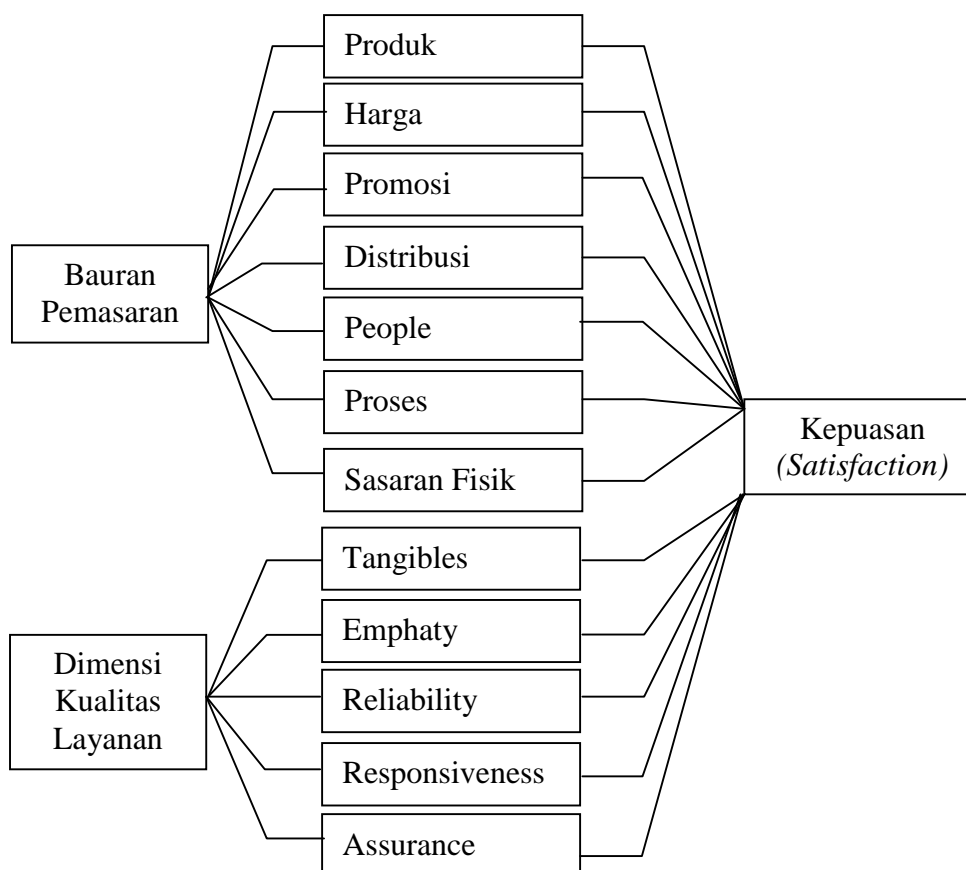 Produk
Harga
Promosi
Distribusi
People
Proses
Sasaran Fisik
Bauran
Pemasaran
Tangibles
Emphaty
Reliability
Responsiveness
Assurance
Dimensi
Kualitas
Layanan
Kepuasan
(Satisfaction)